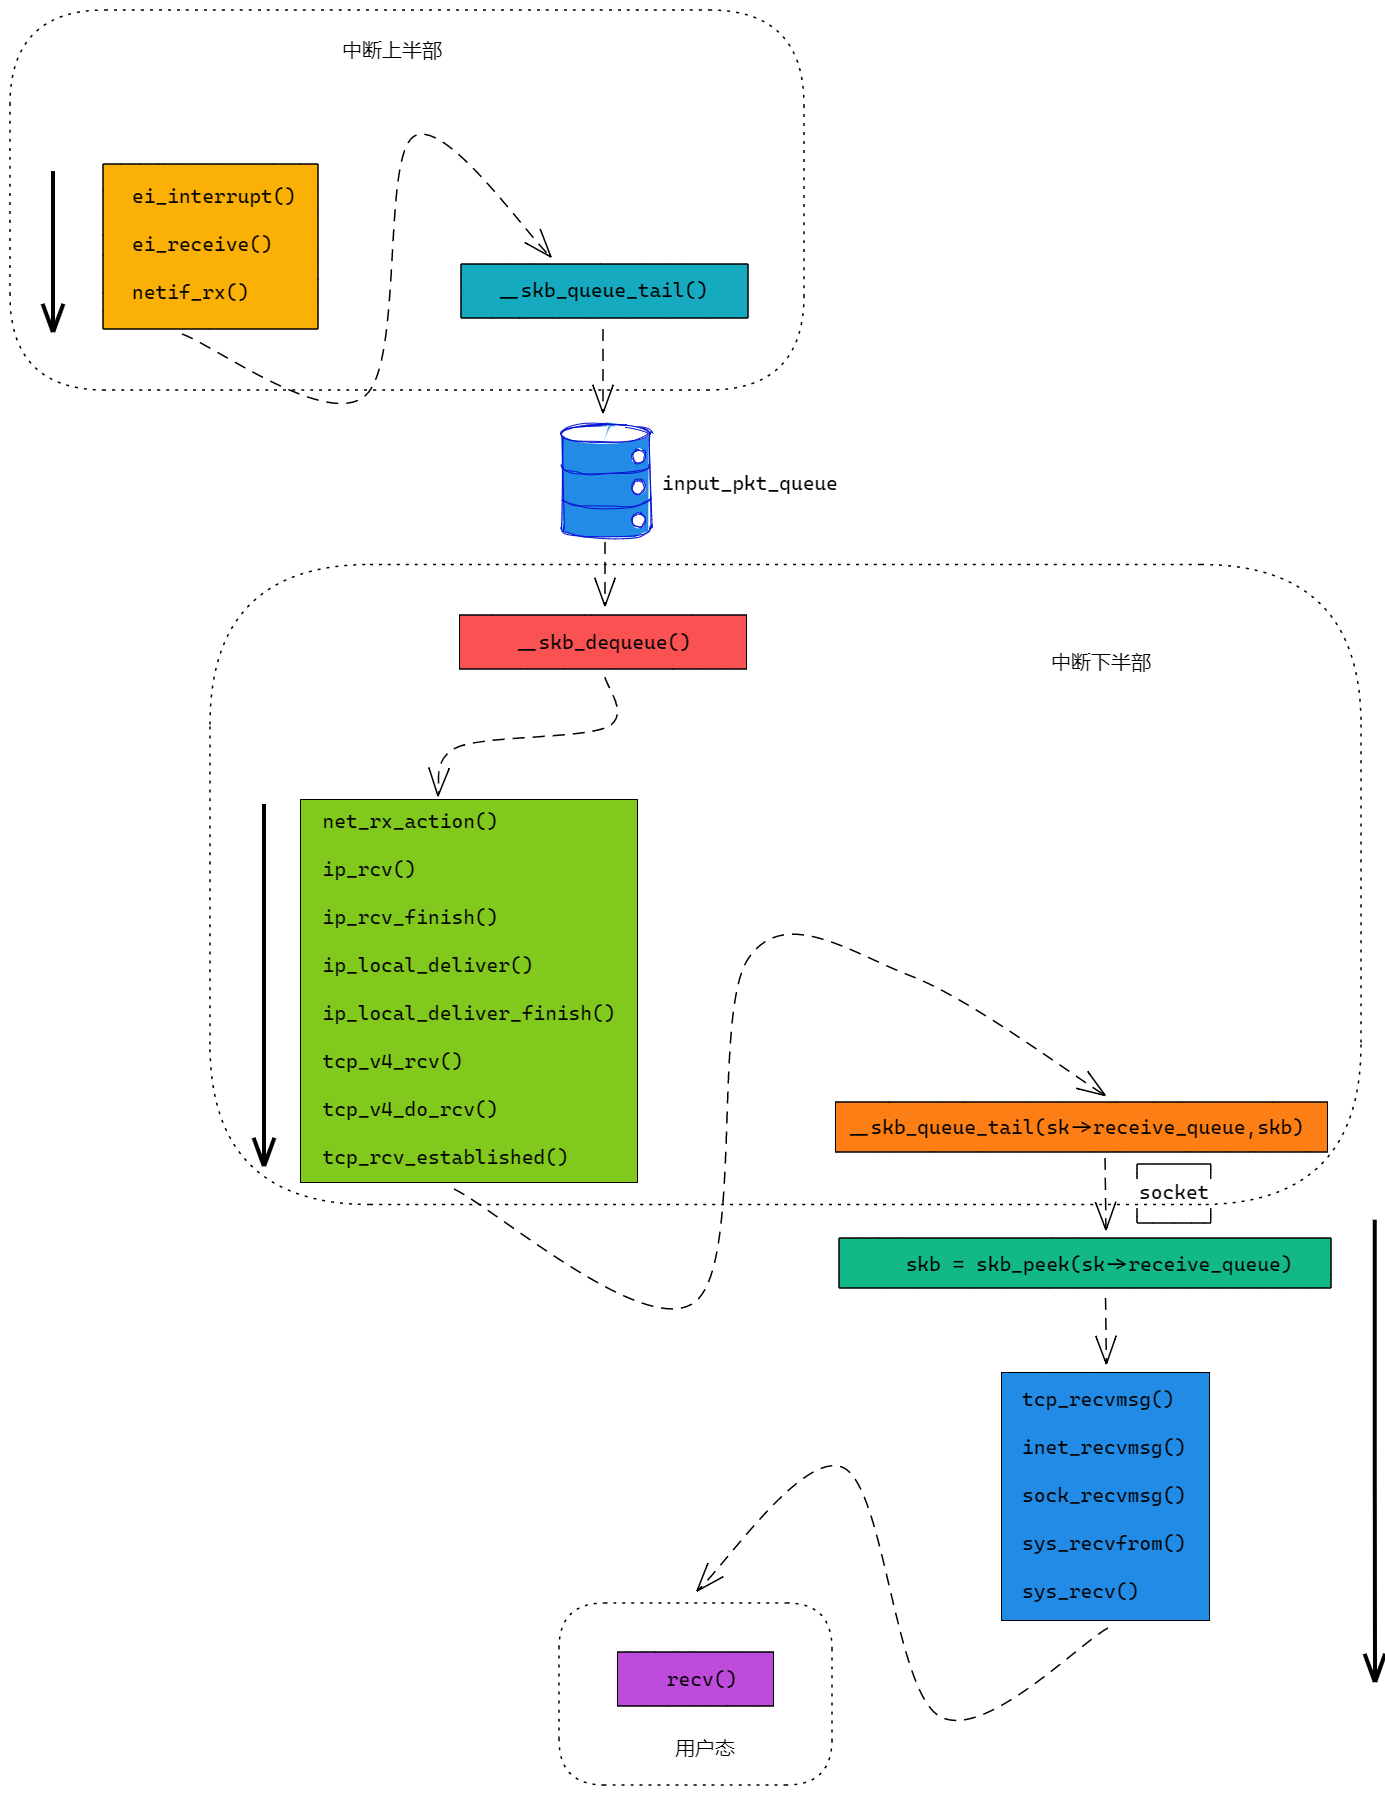 中断上半部
ei_interrupt()
ei_receive()
netif_rx()
__skb_queue_tail()
input_pkt_queue
__skb_dequeue()
中断下半部
net_rx_action()
ip_rcv()
ip_rcv_finish()
ip_local_deliver()
ip_local_deliver_finish()
tcp_v4_rcv()
tcp_v4_do_rcv()
tcp_rcv_established()
__skb_queue_tail(sk->receive_queue,skb)
socket
skb = skb_peek(sk->receive_queue)
tcp_recvmsg()
inet_recvmsg()
sock_recvmsg()
sys_recvfrom()
sys_recv()
recv()
用户态